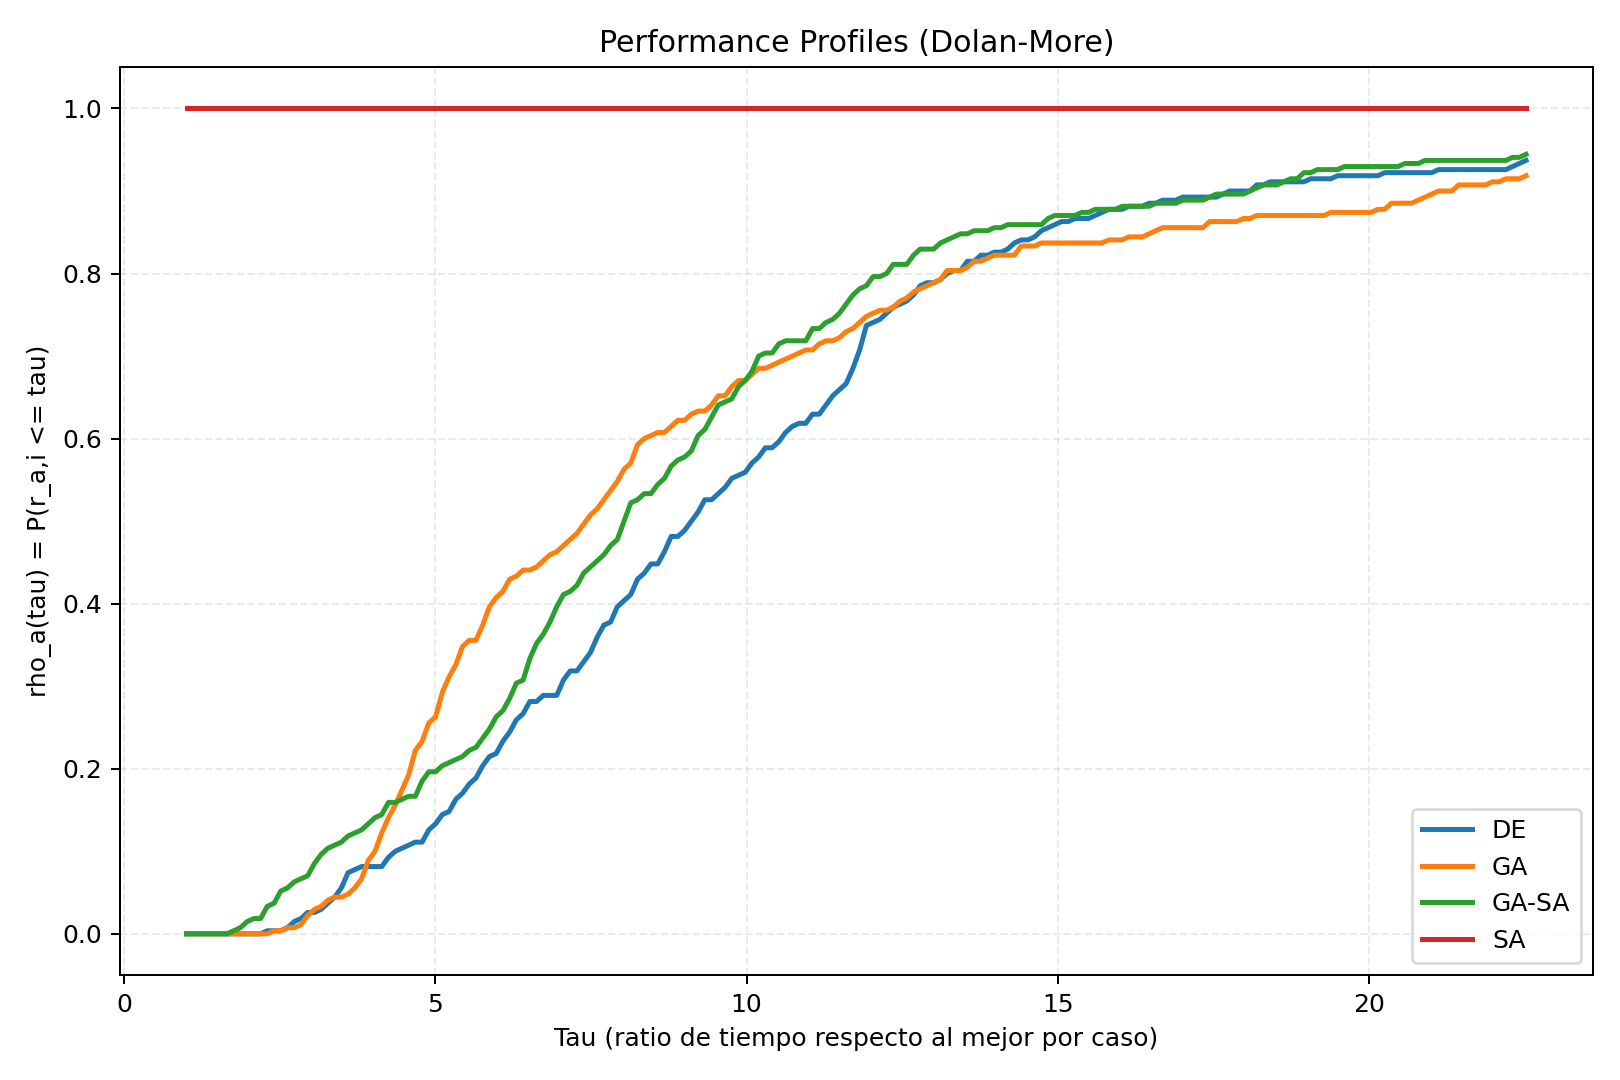 Performance Profiles (Dolan-More)
rho_a(tau) = P(r_a,i <= tau)
1.0
0.8
0.6
0.4
0.2
0.0
0 5 10 15 20
Tau (ratio de tiempo respecto al mejor por caso)
DE
GA
GA-SA
SA